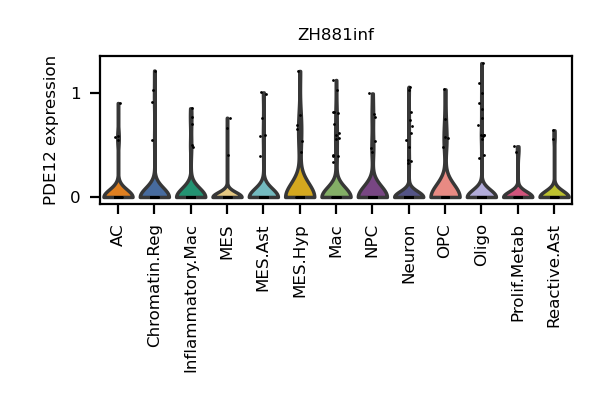 ZH881inf
PDE12 expression
1
0
AC
Chromatin.Reg
Inflammatory.Mac
MES
MES.Ast
MES.Hyp
Mac
NPC
Neuron
OPC
Oligo
Prolif.Metab
Reactive.Ast